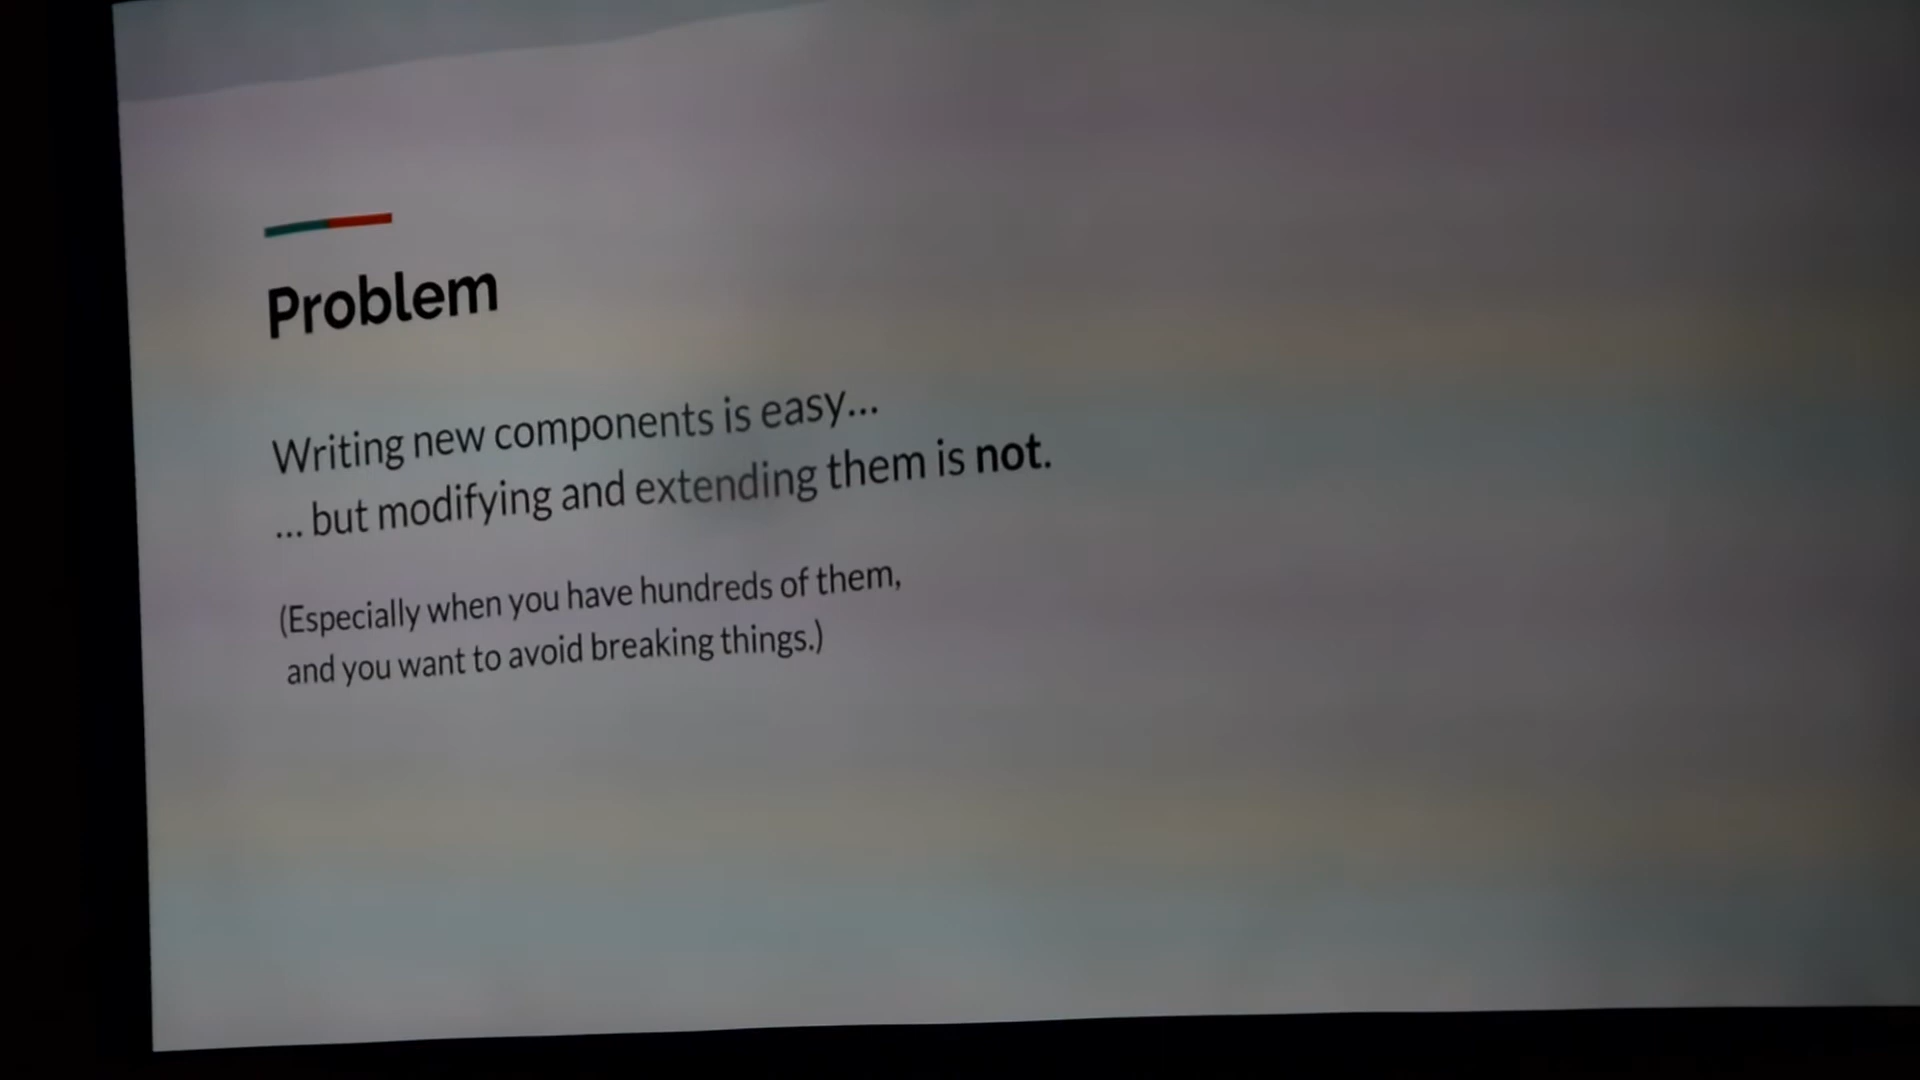 Problem
Writing new components is easy...
... but modifying and extending them is not.
(Especially when you have hundreds of them,
and you want to avoid breaking things.)